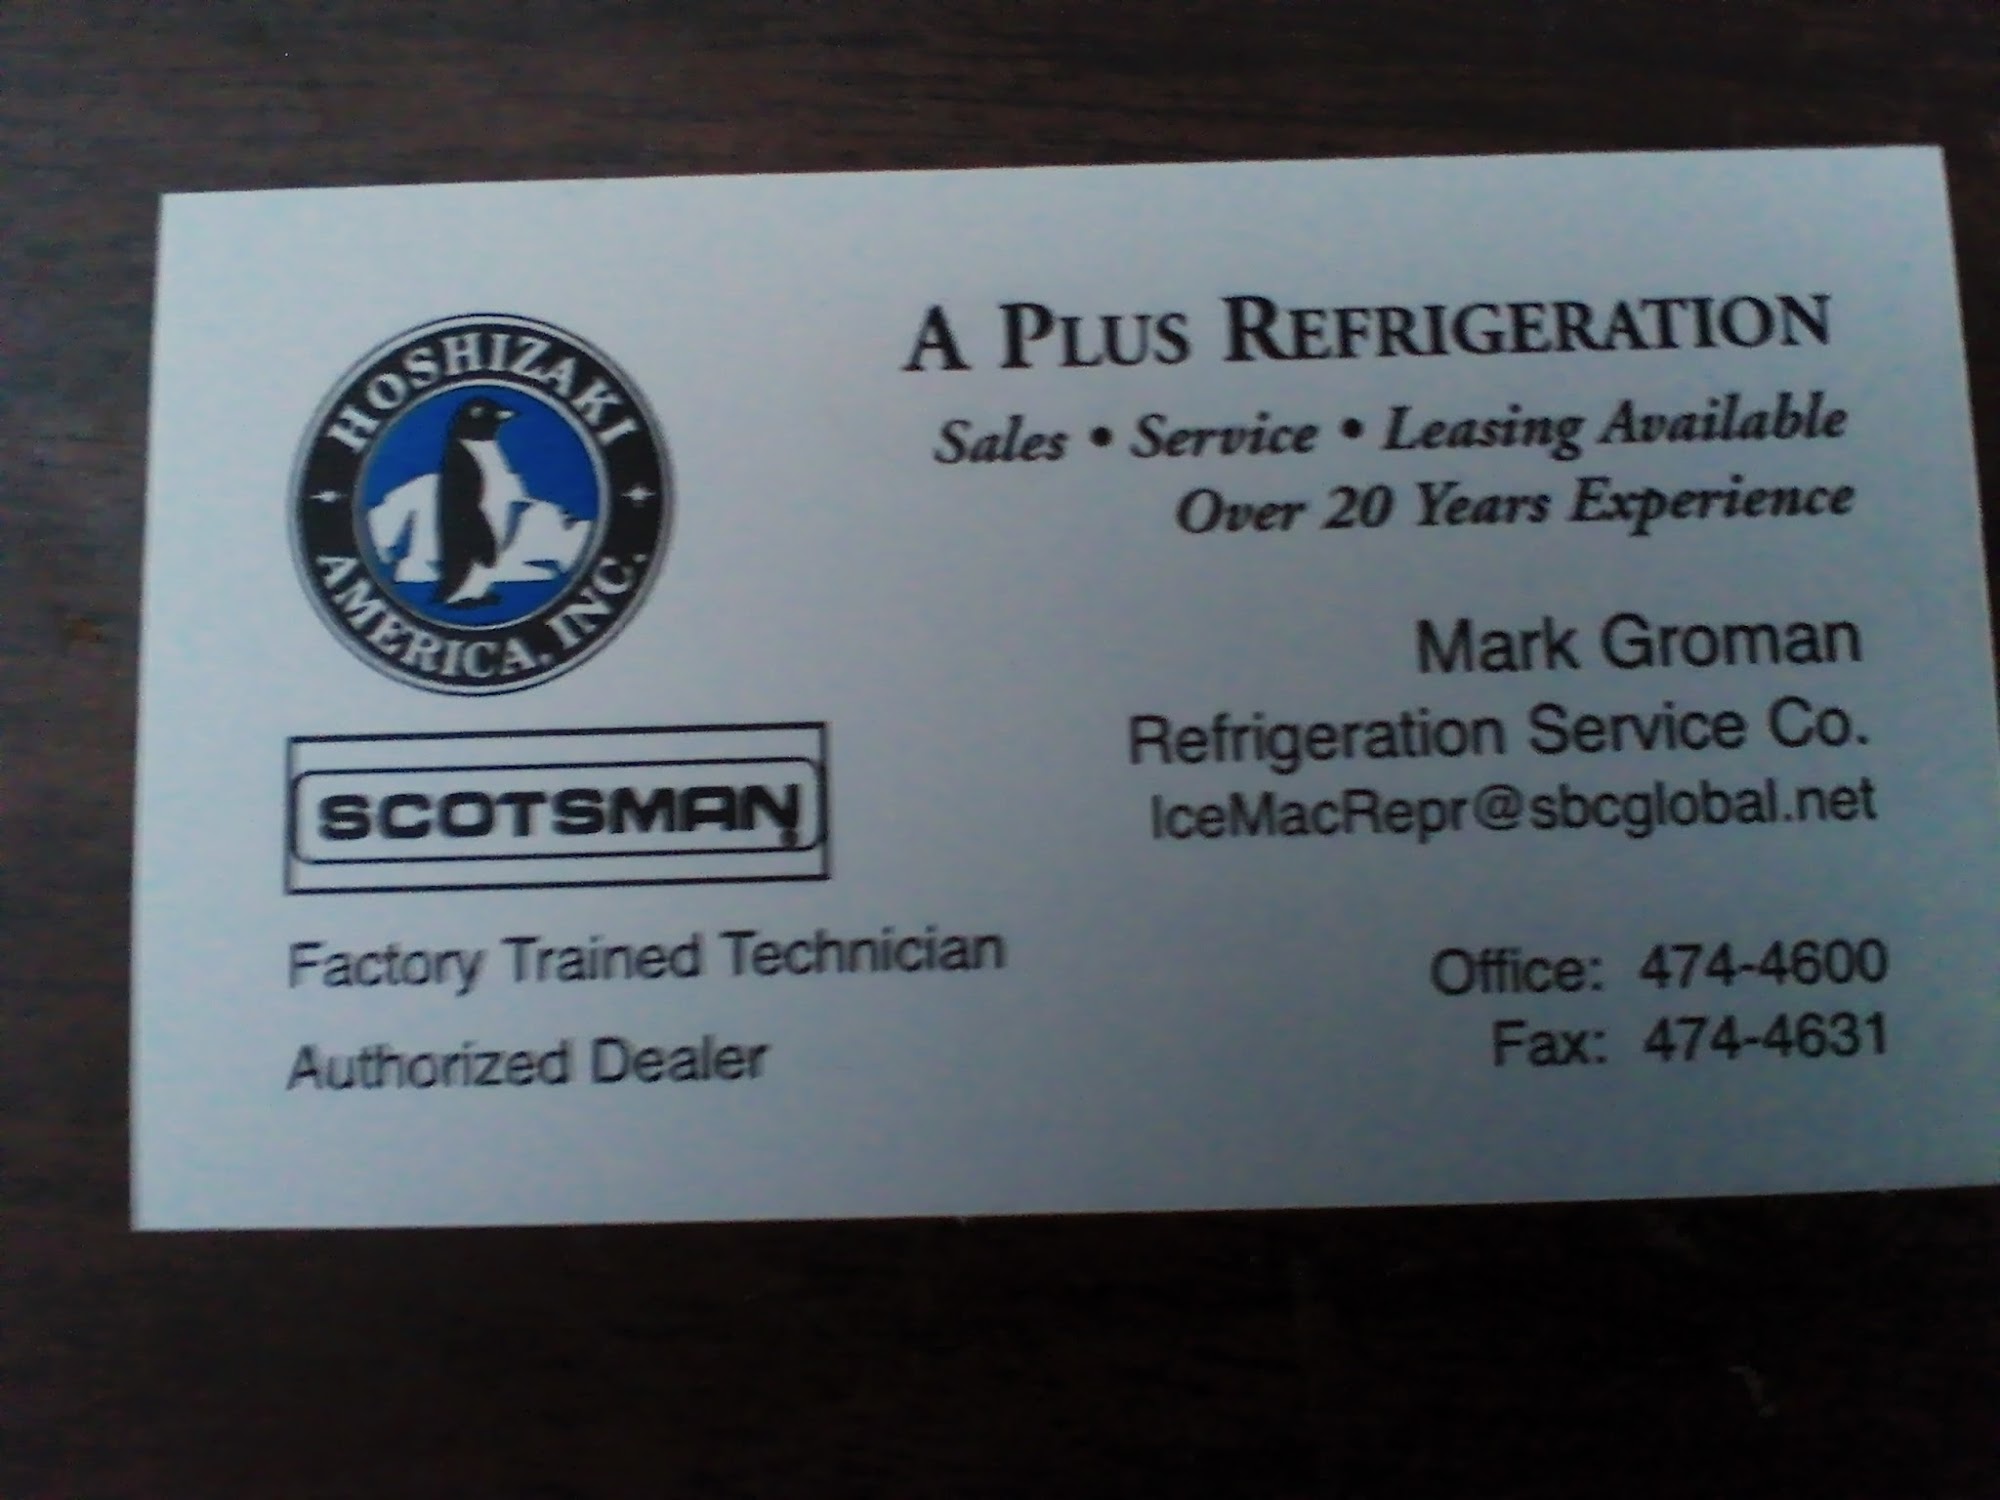 HOSHIZAKI
AMERICA, INC.
SCOTSMAN
Factory Trained Technician
Authorized Dealer
A PLUS REFRIGERATION
Sales • Service • Leasing Available
Over 20 Years Experience
Mark Groman
Refrigeration Service Co.
IceMacRepr@sbcglobal.net
Office: 474-4600
Fax: 474-4631